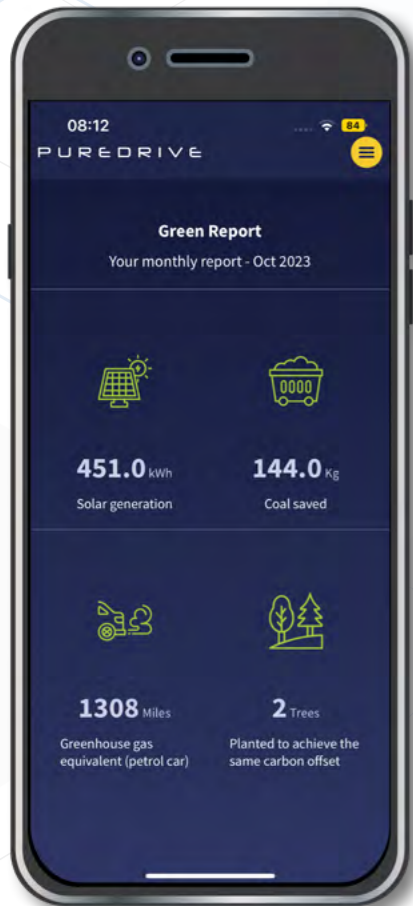 08:12
84
PUREDRIVE
Green Report
Your monthly report - Oct 2023
0000
451.0 kWh
144.0 Kg
Solar generation
Coal saved
1308 Miles
2 Trees
Greenhouse gas
equivalent (petrol car)
Planted to achieve the
same carbon offset